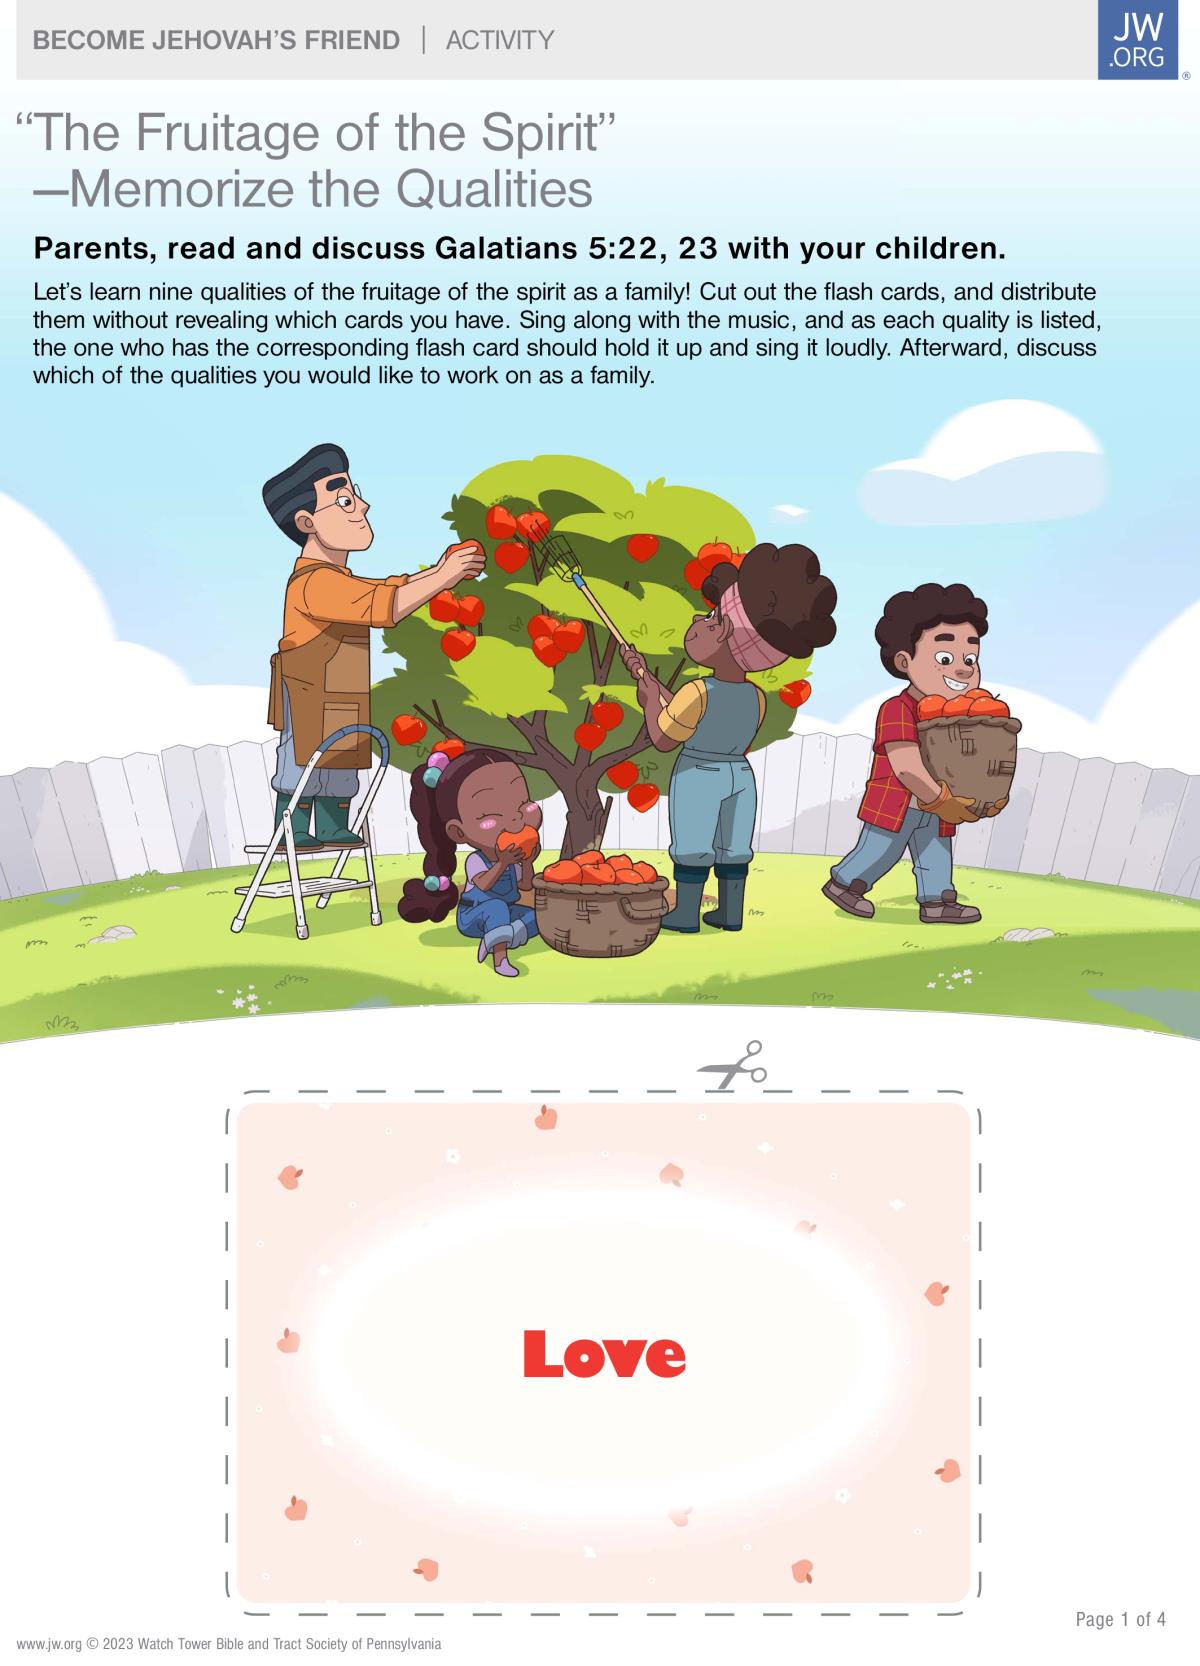 BECOME JEHOVAH’S FRIEND | ACTIVITY
JW
.ORG
®
“The Fruitage of the Spirit”
—Memorize the Qualities
Parents, read and discuss Galatians 5:22, 23 with your children.
Let’s learn nine qualities of the fruitage of the spirit as a family! Cut out the flash cards, and distribute
them without revealing which cards you have. Sing along with the music, and as each quality is listed,
the one who has the corresponding flash card should hold it up and sing it loudly. Afterward, discuss
which of the qualities you would like to work on as a family.
Love
Page 1 of 4
www.jw.org © 2023 Watch Tower Bible and Tract Society of Pennsylvania